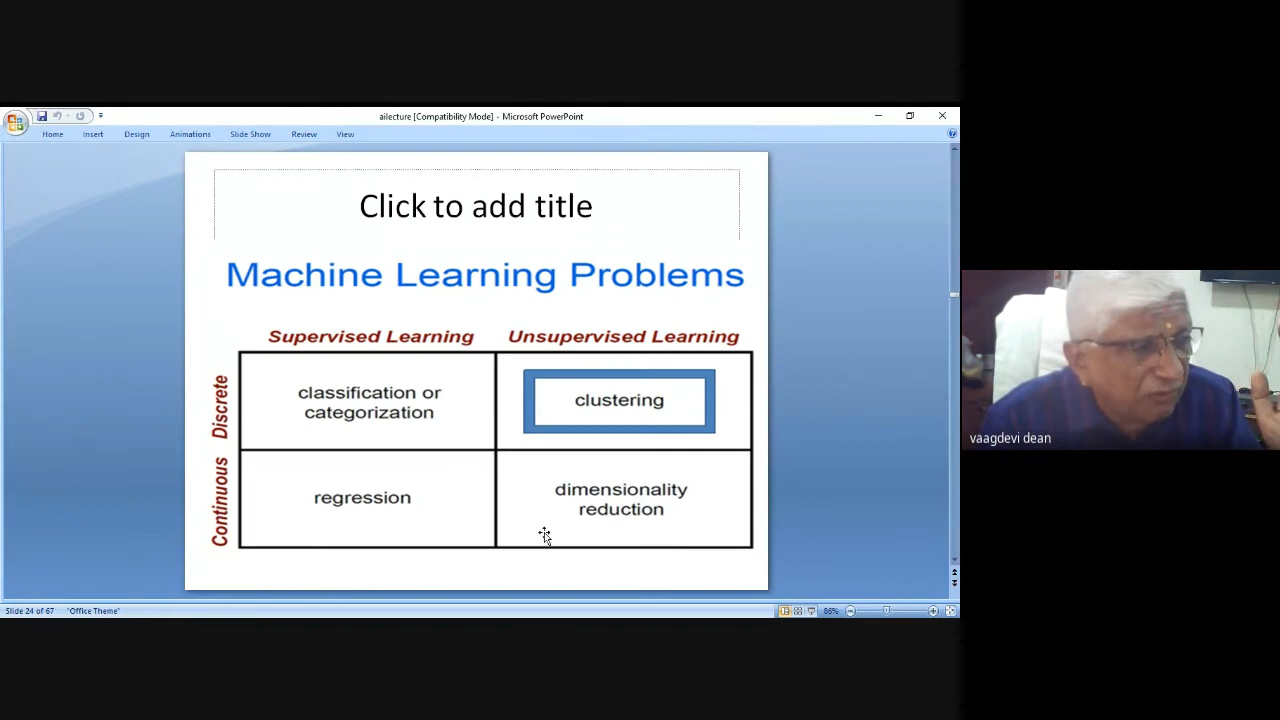 ailecture [Compatibility Mode] - Microsoft PowerPoint
Home Insert Design Animations Slide Show Review View
Click to add title
Machine Learning Problems
Supervised Learning Unsupervised Learning
Discrete
classification or
categorization
clustering
Continuous
regression
dimensionality
reduction
vaagdevi dean
Slide 24 of 67 "Office Theme" 86%